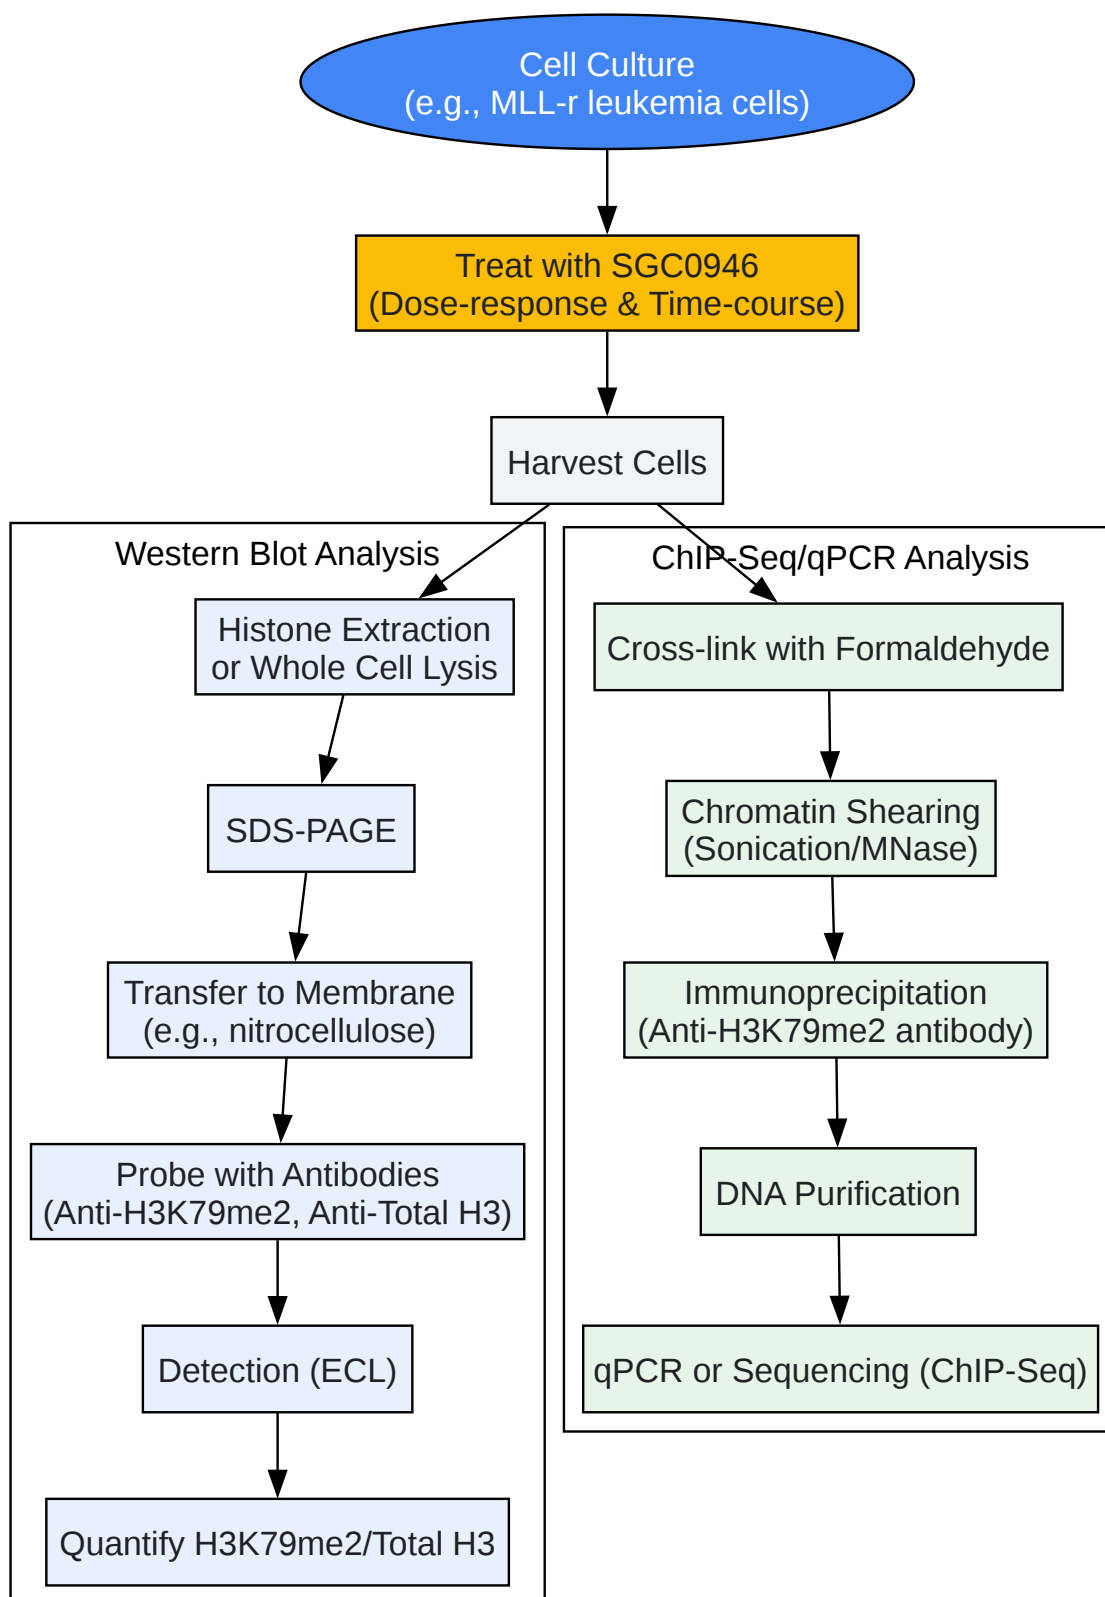 Cell Culture
(e.g., MLL-r leukemia cells)
Treat with SGC0946
(Dose-response & Time-course)
Harvest Cells
Western Blot Analysis
Histone Extraction
or Whole Cell Lysis
SDS-PAGE
Transfer to Membrane
(e.g., nitrocellulose)
Probe with Antibodies
(Anti-H3K79me2, Anti-Total H3)
Detection (ECL)
Quantify H3K79me2/Total H3
ChIP-Seq/qPCR Analysis
Cross-link with Formaldehyde
Chromatin Shearing
(Sonication/MNase)
Immunoprecipitation
(Anti-H3K79me2 antibody)
DNA Purification
qPCR or Sequencing (ChIP-Seq)